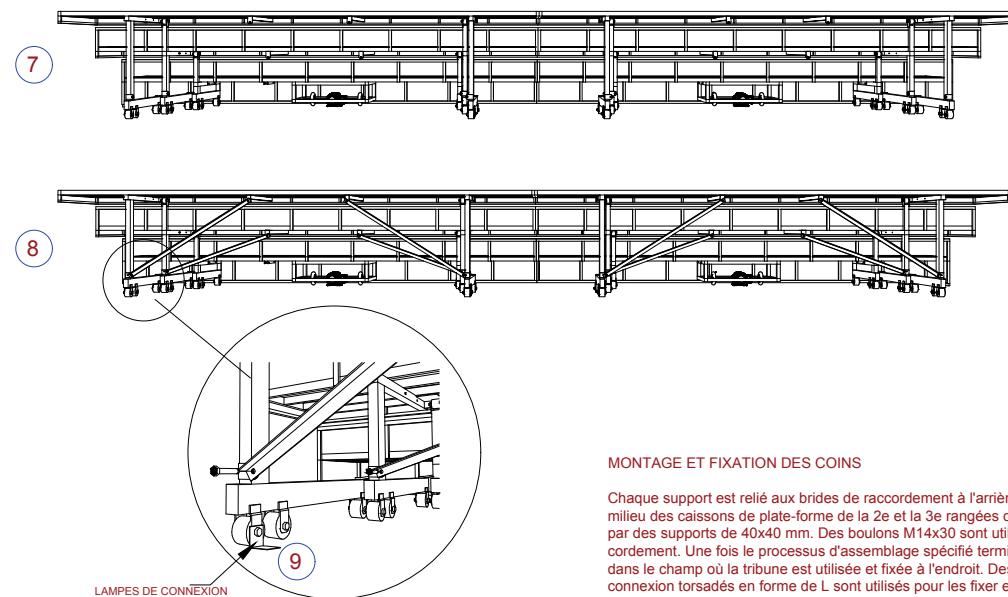 7
8
9
LAMPES DE CONNEXION
MONTAGE ET FIXATION DES COINS
Chaque support est relié aux brides de raccordement à l'arriè
milieu des caissons de plate-forme de la 2e et la 3e rangées
par des supports de 40x40 mm. Des boulons M14x30 sont util
cordement. Une fois le processus d'assemblage spécifié termi
dans le champ où la tribune est utilisée et fixée à l'endroit. Des
connexion torsadés en forme de L sont utilisés pour les fixer e